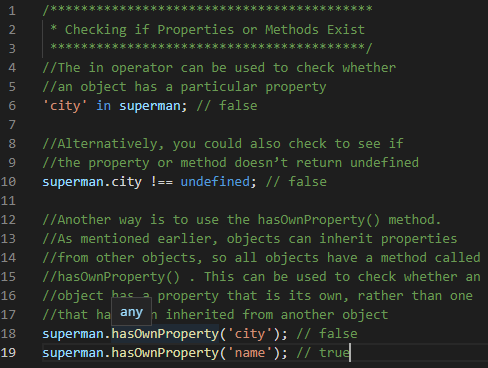 1 /****************************************
2 * Checking if Properties or Methods Exist
3 ***************************************/
4 //The in operator can be used to check whether
5 //an object has a particular property
6 'city' in superman; // false
7
8 //Alternatively, you could also check to see if
9 //the property or method doesn’t return undefined
10 superman.city !== undefined; // false
11
12 //Another way is to use the hasOwnProperty() method.
13 //As mentioned earlier, objects can inherit properties
14 //from other objects, so all objects have a method called
15 //hasOwnProperty() . This can be used to check whether an
16 //object has a property that is its own, rather than one
any
17 //that inherited from another object
18 superman.hasOwnProperty('city'); // false
19 superman.hasOwnProperty('name'); // true